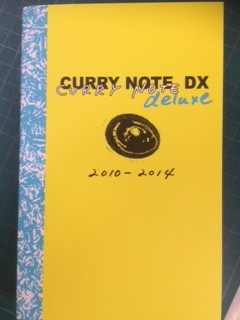 CURRY NOTE DX
CURRY NOTE
deluxe
2010-2014